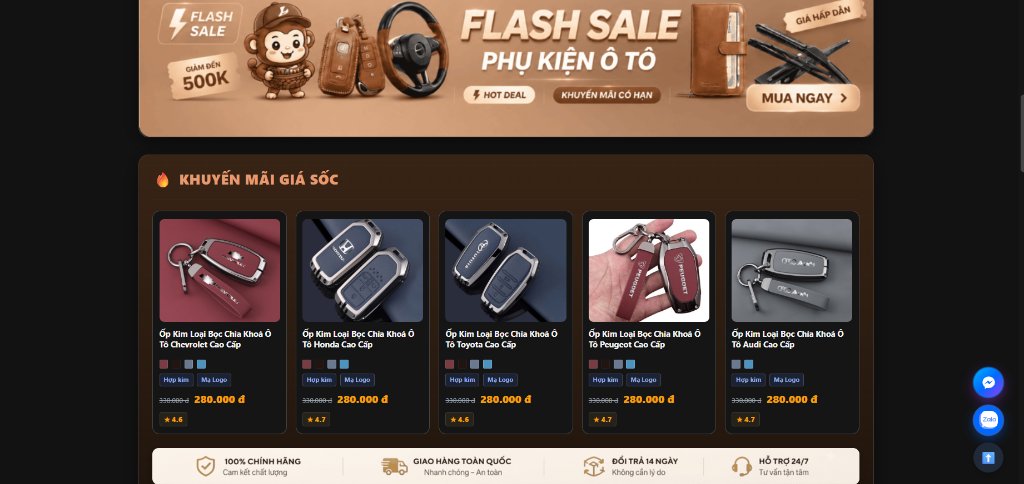 FLASH
SALE
GIẢM ĐẾN
500K
L
FLASH SALE
PHỤ KIỆN Ô TÔ
HOT DEAL
KHUYẾN MÃI CÓ HẠN
GIÁ HẤP DẪN
MUA NGAY >
KHUYẾN MÃI GIÁ SỐC
HONDA
PEUGEOT
PEUGEOT
Ốp Kim Loại Bọc Chìa Khoá Ô
Tô Chevrolet Cao Cấp
Hợp kim
Mạ Logo
330.000 đ
280.000 đ
★ 4.6
Ốp Kim Loại Bọc Chìa Khoá Ô
Tô Honda Cao Cấp
Hợp kim
Mạ Logo
330.000 đ
280.000 đ
★ 4.7
Ốp Kim Loại Bọc Chìa Khoá Ô
Tô Toyota Cao Cấp
Hợp kim
Mạ Logo
330.000 đ
280.000 đ
★ 4.6
Ốp Kim Loại Bọc Chìa Khoá Ô
Tô Peugeot Cao Cấp
Hợp kim
Mạ Logo
330.000 đ
280.000 đ
★ 4.7
Ốp Kim Loại Bọc Chìa Khoá Ô
Tô Audi Cao Cấp
Hợp kim
Mạ Logo
330.000 đ
280.000 đ
★ 4.7
100% CHÍNH HÃNG
Cam kết chất lượng
GIAO HÀNG TOÀN QUỐC
Nhanh chóng – An toàn
ĐỔI TRẢ 14 NGÀY
Không cần lý do
HỖ TRỢ 24/7
Tư vấn tận tâm
Zalo